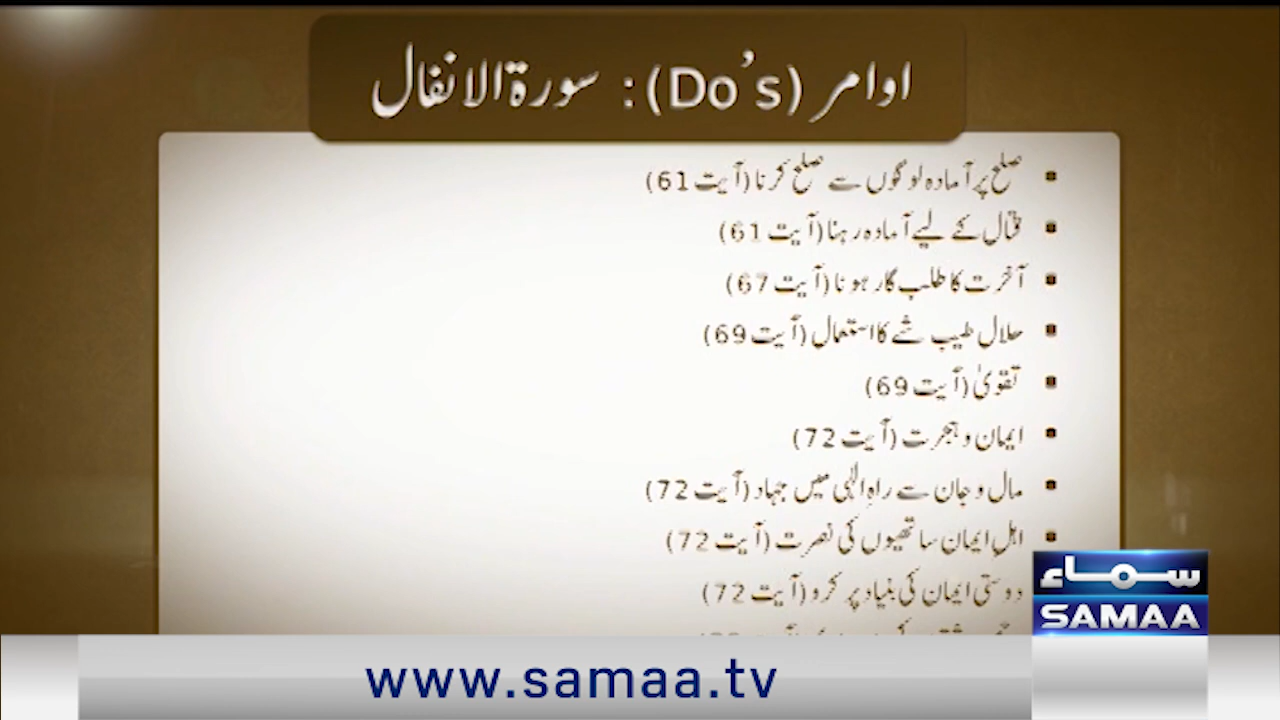 اوامر (Do's): سورۃ الانفال
صلح پر آمادہ لوگوں سے صلح کرنا (آیت 61)
قتال کے لیے آمادہ رہنا (آیت 61)
آخرت کا طلب گار ہونا (آیت 67)
حلال طیب شے کا استعمال (آیت 69)
تقویٰ (آیت 69)
ایمان و ہجرت (آیت 72)
مال و جان سے راہِ الٰہی میں جہاد (آیت 72)
اہلِ ایمان ساتھیوں کی نصرت (آیت 72)
دوستی ایمان کی بنیاد پر کرو (آیت 72)
سماء
SAMAA
www.samaa.tv